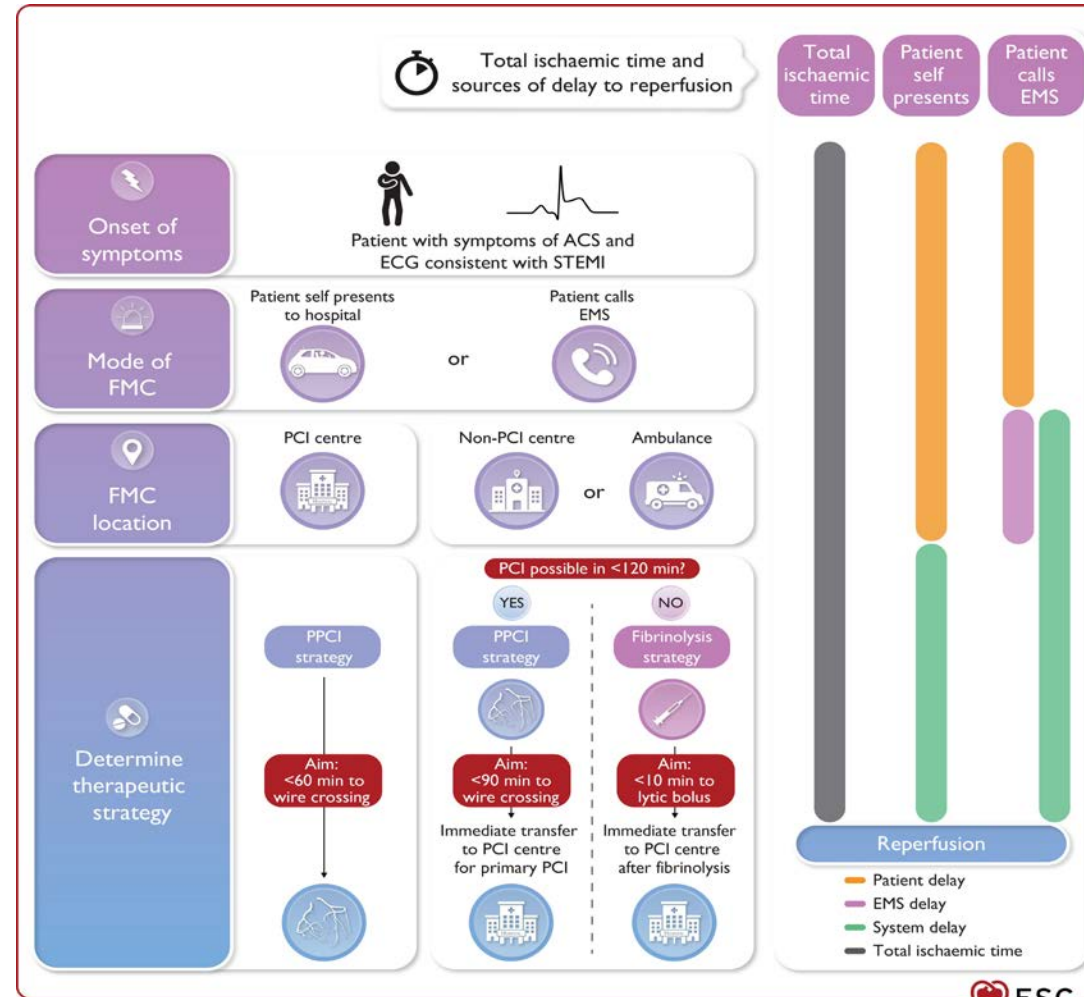 Total ischaemic time and
sources of delay to reperfusion
Total
ischaemic
time
Patient
self
presents
Patient
calls
EMS
Onset of
symptoms
Patient with symptoms of ACS and
ECG consistent with STEMI
Mode of
FMC
Patient self presents
to hospital
or
Patient calls
EMS
FMC
location
PCI centre
Non-PCI centre
or
Ambulance
Determine
therapeutic
strategy
PCI possible in <120 min?
YES
NO
PPCI
strategy
PPCI
strategy
Fibrinolysis
strategy
Aim:
<60 min to
wire crossing
Aim:
<90 min to
wire crossing
Aim:
<10 min to
lytic bolus
Immediate transfer
to PCI centre
for primary PCI
Immediate transfer
to PCI centre
after fibrinolysis
Reperfusion
Patient delay
EMS delay
System delay
Total ischaemic time
ESC